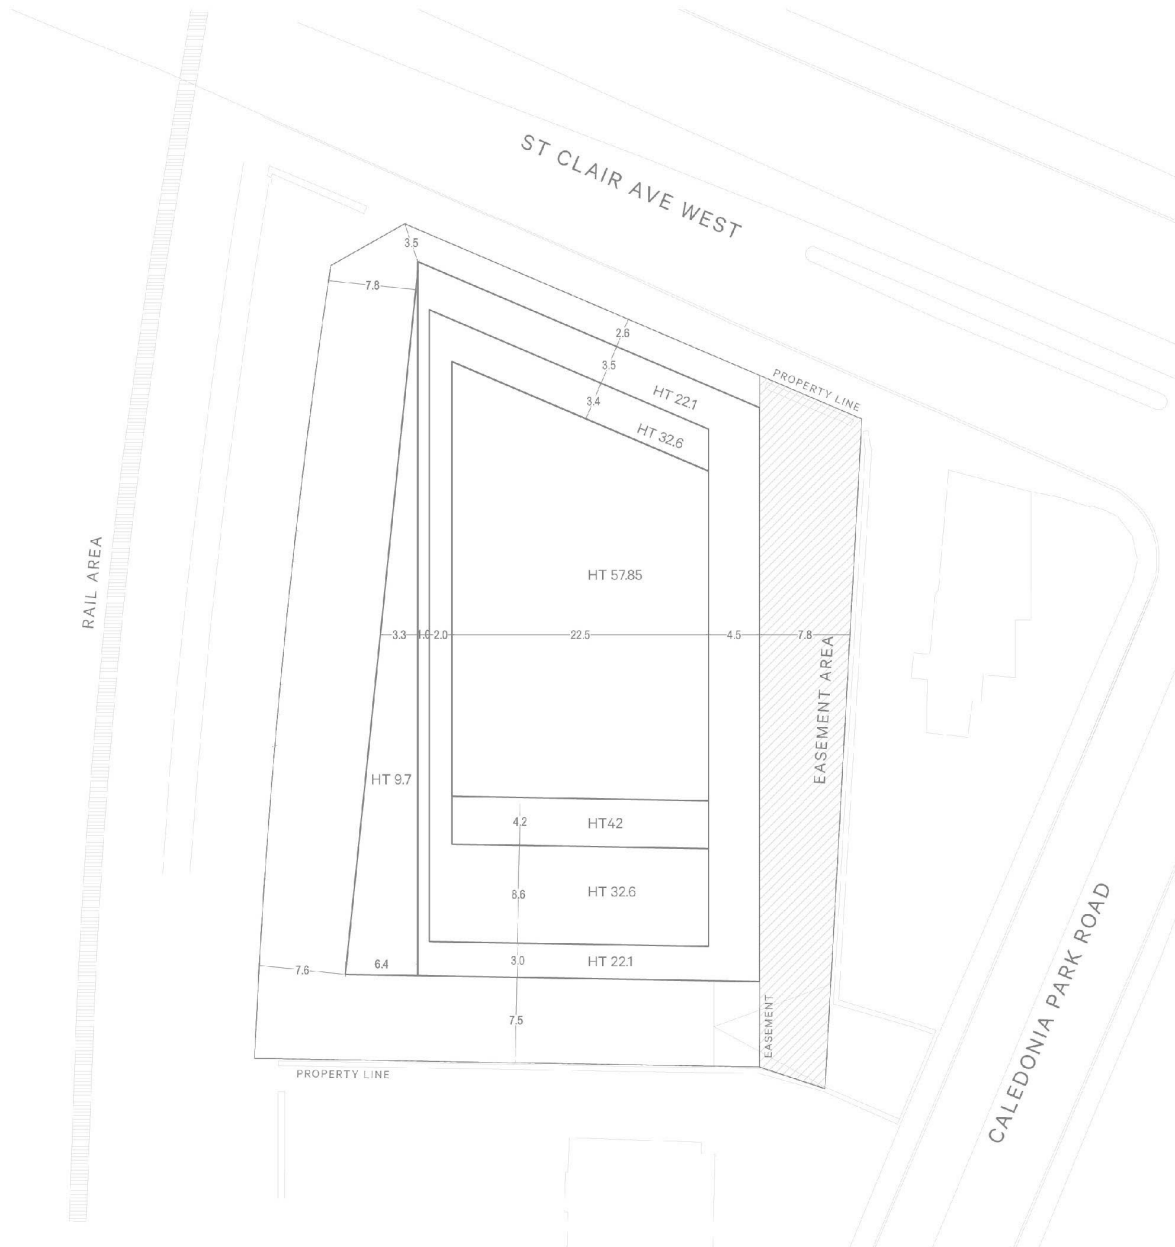 ST CLAIR AVE WEST
3.5
7.8
2.6
3.5
3.4
HT 22.1
HT 32.6
PROPERTY LINE
RAIL AREA
HT 57.85
3.3
1.0
2.0
22.5
4.5
7.8
EASEMENT AREA
HT 9.7
4.2
HT42
8.6
HT 32.6
3.0
HT 22.1
6.4
7.6
7.5
EASEMENT
PROPERTY LINE
CALEDONIA PARK ROAD